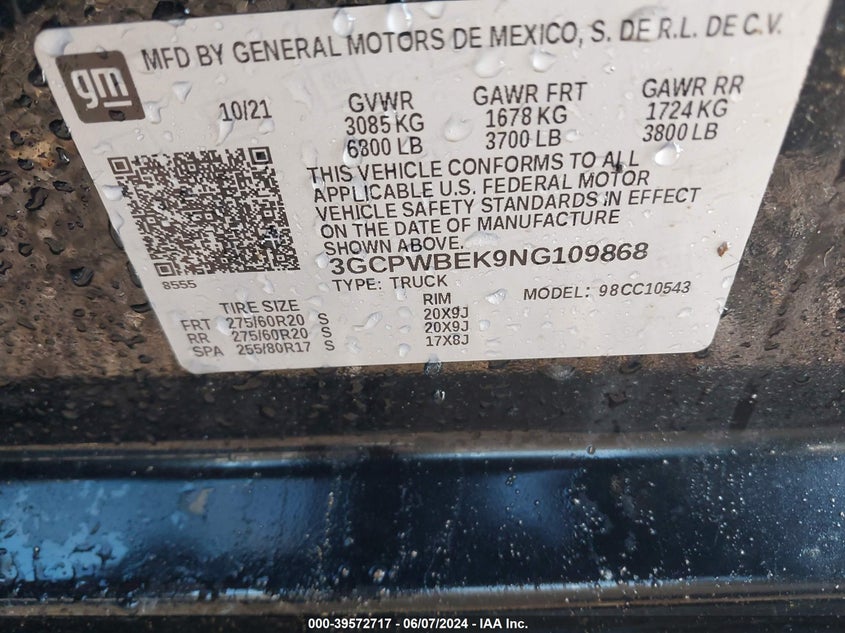 gm
MFD BY GENERAL MOTORS DE MEXICO, S. DE R.L. DE C.V.
10/21 GVWR GAWR FRT GAWR RR
3085 KG 1678 KG 1724 KG
6800 LB 3700 LB 3800 LB
THIS VEHICLE CONFORMS TO ALL
APPLICABLE U.S. FEDERAL MOTOR
VEHICLE SAFETY STANDARDS IN EFFECT
ON THE DATE OF MANUFACTURE
SHOWN ABOVE.
8555
3GCPWBEK9NG109868
TYPE: TRUCK MODEL: 98CC10543
TIRE SIZE RIM
FRT 275/60R20 S 20X9J
RR 275/60R20 S 20X9J
SPA 255/80R17 S 17X8J
000-39572717 - 06/07/2024 - IAA Inc.